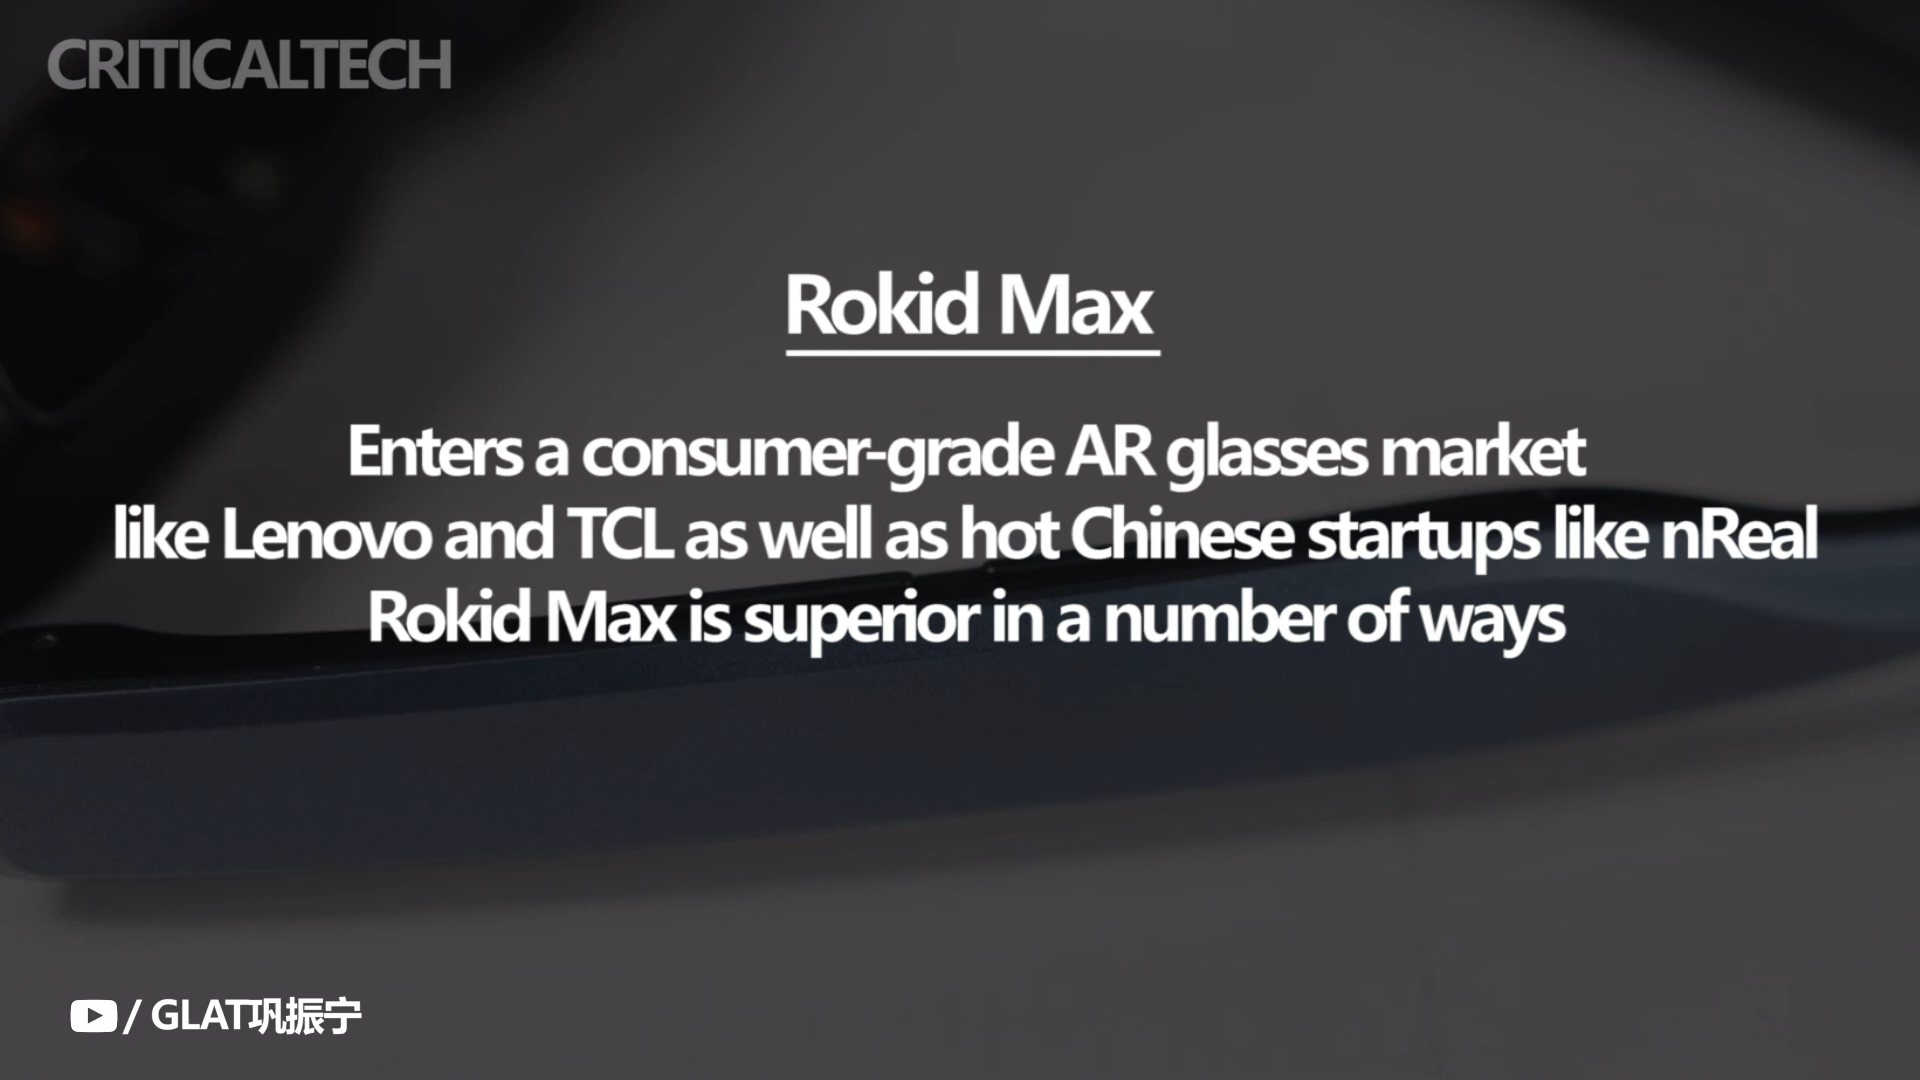 CRITICALTECH
Rokid Max
Enters a consumer-grade AR glasses market
like Lenovo and TCL as well as hot Chinese startups like nReal
Rokid Max is superior in a number of ways
/ GLAT巩振宁